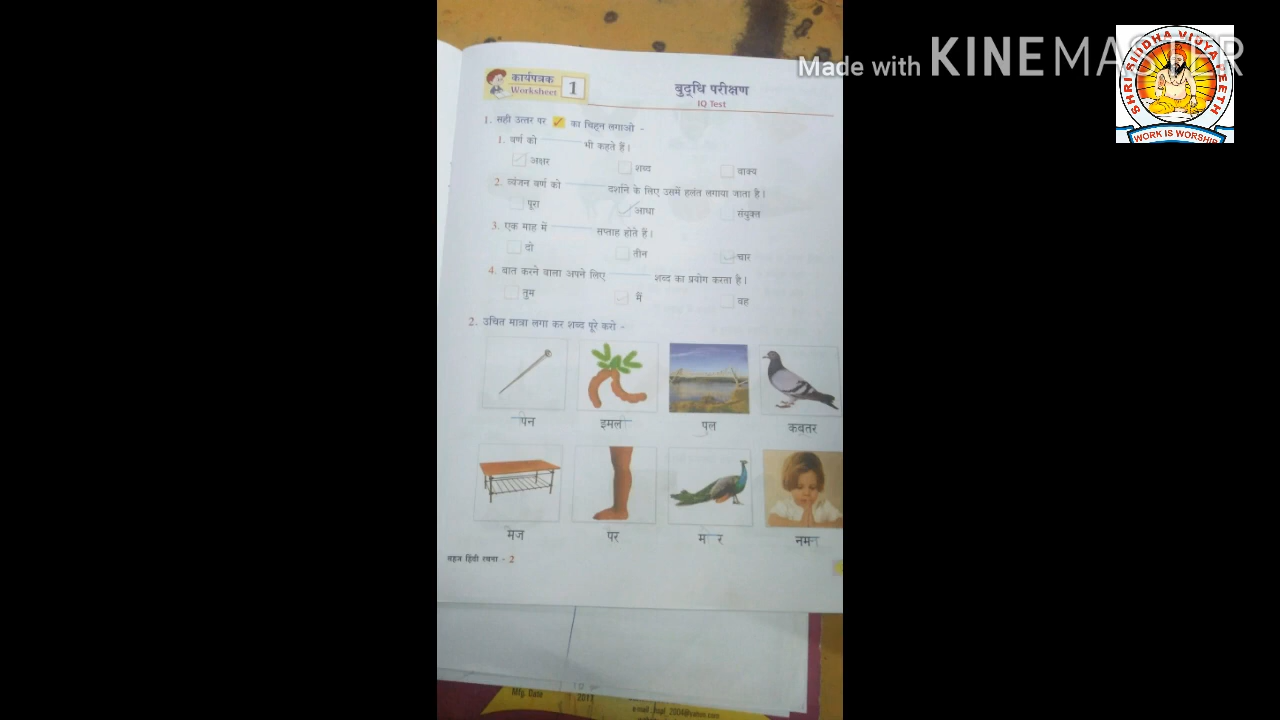 Made with KINEMASTER
SHRI SIDDHA VIJYA PEETH
WORK IS WORSHIP
कार्यपत्रक
Worksheet 1
बुद्धि परीक्षण
IQ Test
1. सही उत्तर पर ✓ का चिह्न लगाओ -
1. वर्ण को भी कहते हैं।
अक्षर शब्द वाक्य
2. व्यंजन वर्ण को दर्शाने के लिए उसमें हलंत लगाया जाता है।
पूरा आधा संयुक्त
3. एक माह में सप्ताह होते हैं।
दो तीन चार
4. बात करने वाला अपने लिए शब्द का प्रयोग करता है।
तुम मैं वह
2. उचित मात्रा लगा कर शब्द पूरे करो -
पिन इमली पुल कबूतर
मेज पैर मोर नमन
सहज हिंदी रचना - 2
Mfg. Date 2011